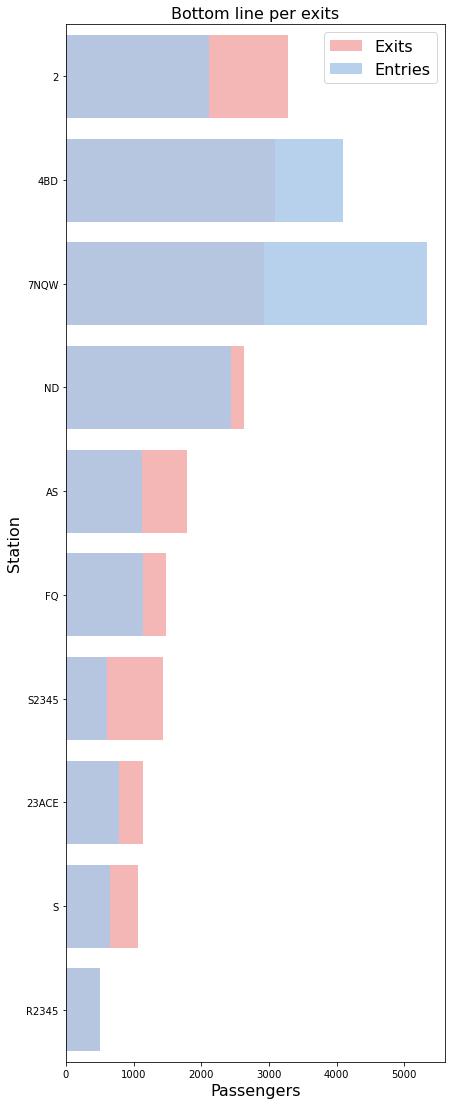 Bottom line per exits
Exits
Entries
2
4BD
7NQW
ND
AS
FQ
S2345
23ACE
S
R2345
Station
0 1000 2000 3000 4000 5000
Passengers